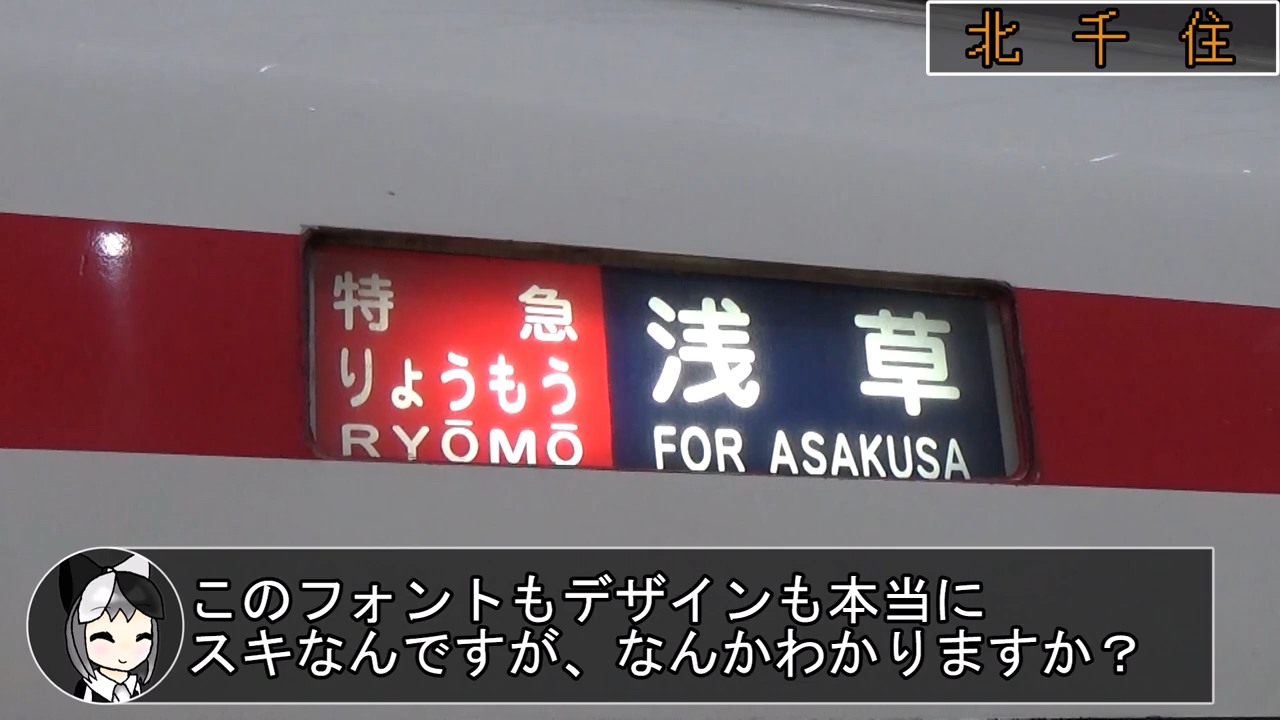 北千住
特急
りょうもう
RYŌMŌ
浅草
FOR ASAKUSA
このフォントもデザインも本当に
スキなんですが、なんかわかりますか？